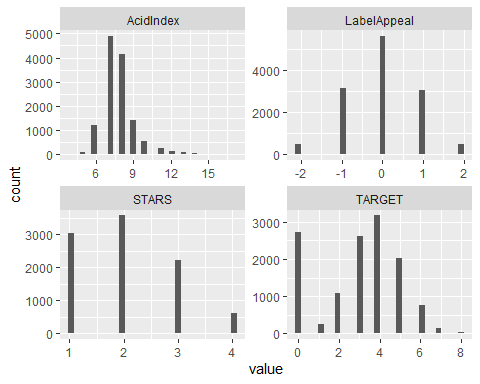 AcidIndex
LabelAppeal
5000
4000
3000
2000
1000
0
6 9 12 15
4000
2000
0
-2 -1 0 1 2
count
STARS
TARGET
3000
2000
1000
0
1 2 3 4
3000
2000
1000
0
0 2 4 6 8
value